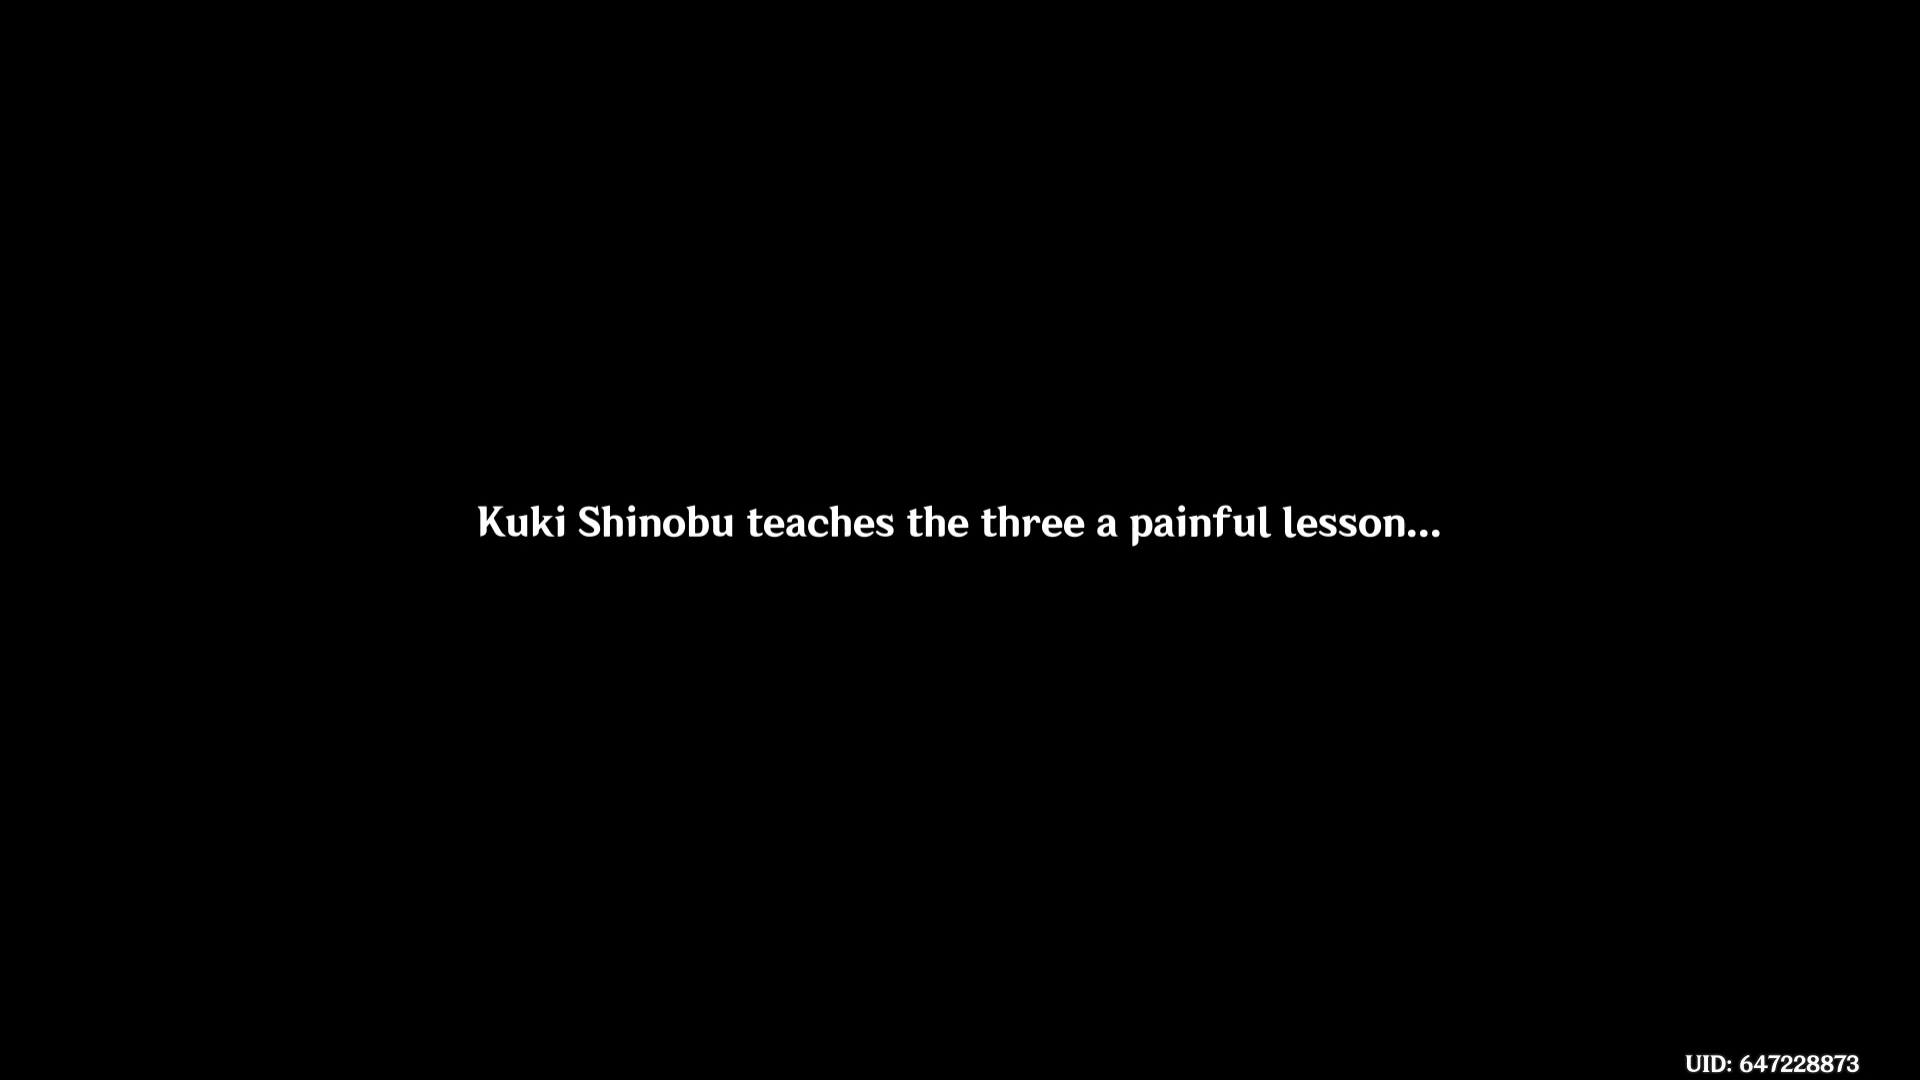 Kuki Shinobu teaches the three a painful lesson...
UID: 647228873